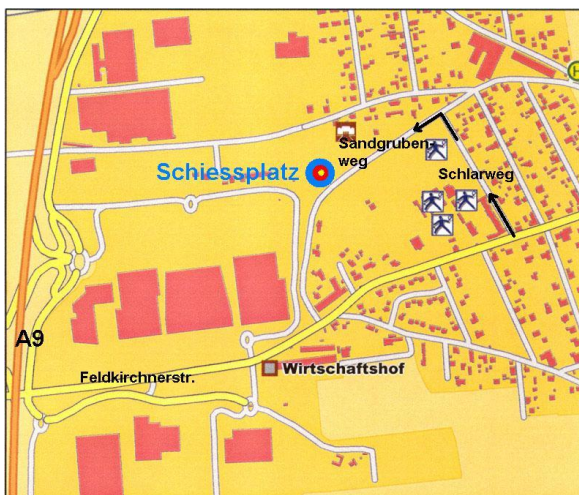 H
Sandgruben-
weg
Schiessplatz
Schlarweg
A9
Wirtschaftshof
Feldkirchnerstr.